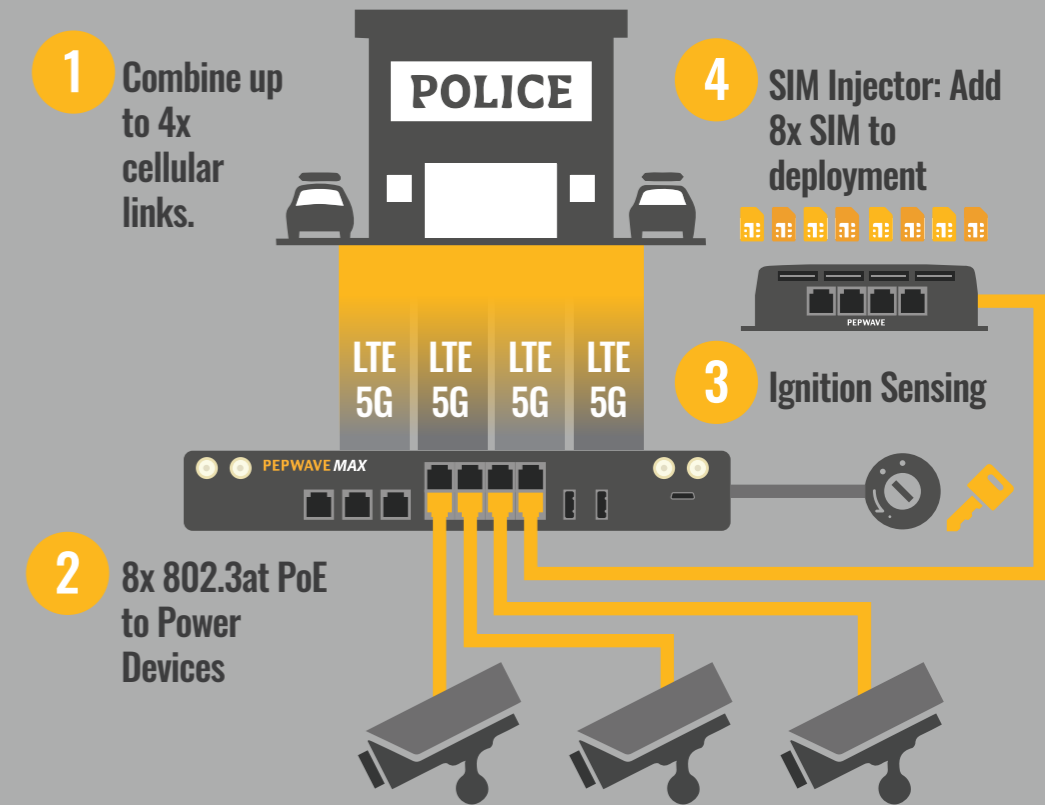 1
Combine up
to 4x
cellular
links.
POLICE
4
SIM Injector: Add
8x SIM to
deployment
PEPWAVE
LTE
5G
LTE
5G
LTE
5G
LTE
5G
3
Ignition Sensing
PEPWAVE MAX
2
8x 802.3at PoE
to Power
Devices